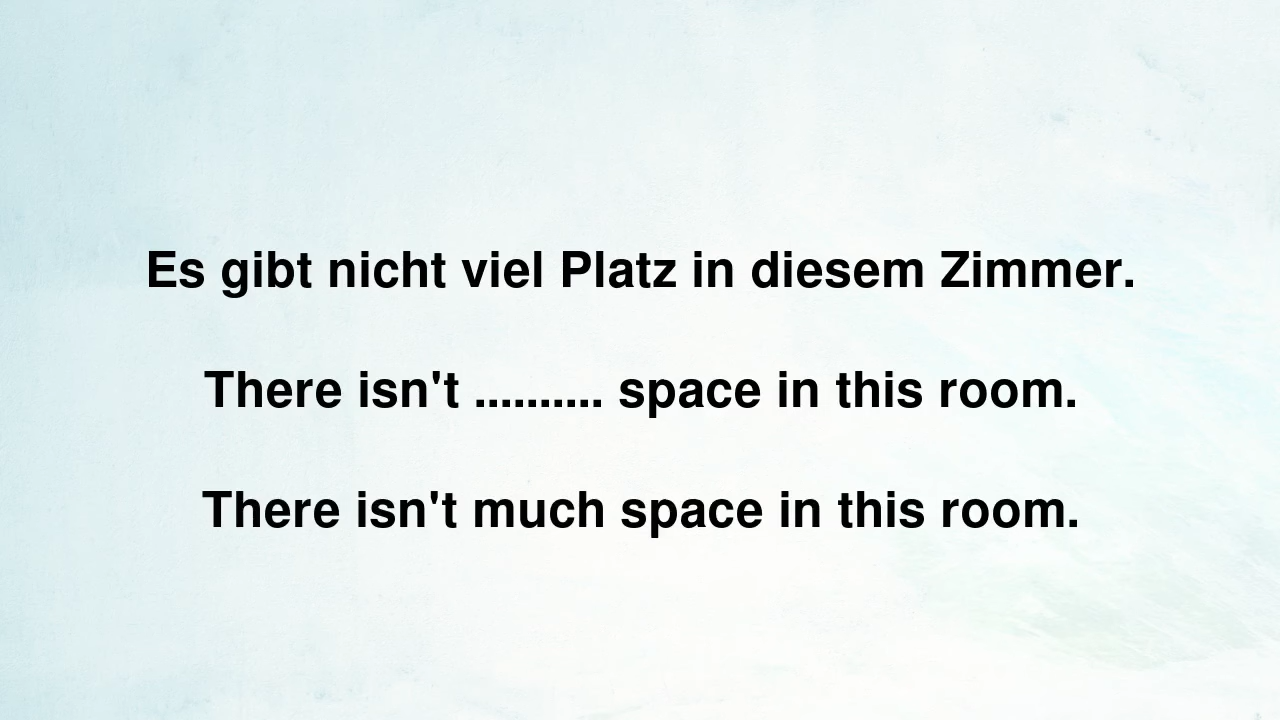 Es gibt nicht viel Platz in diesem Zimmer.
There isn't .......... space in this room.
There isn't much space in this room.